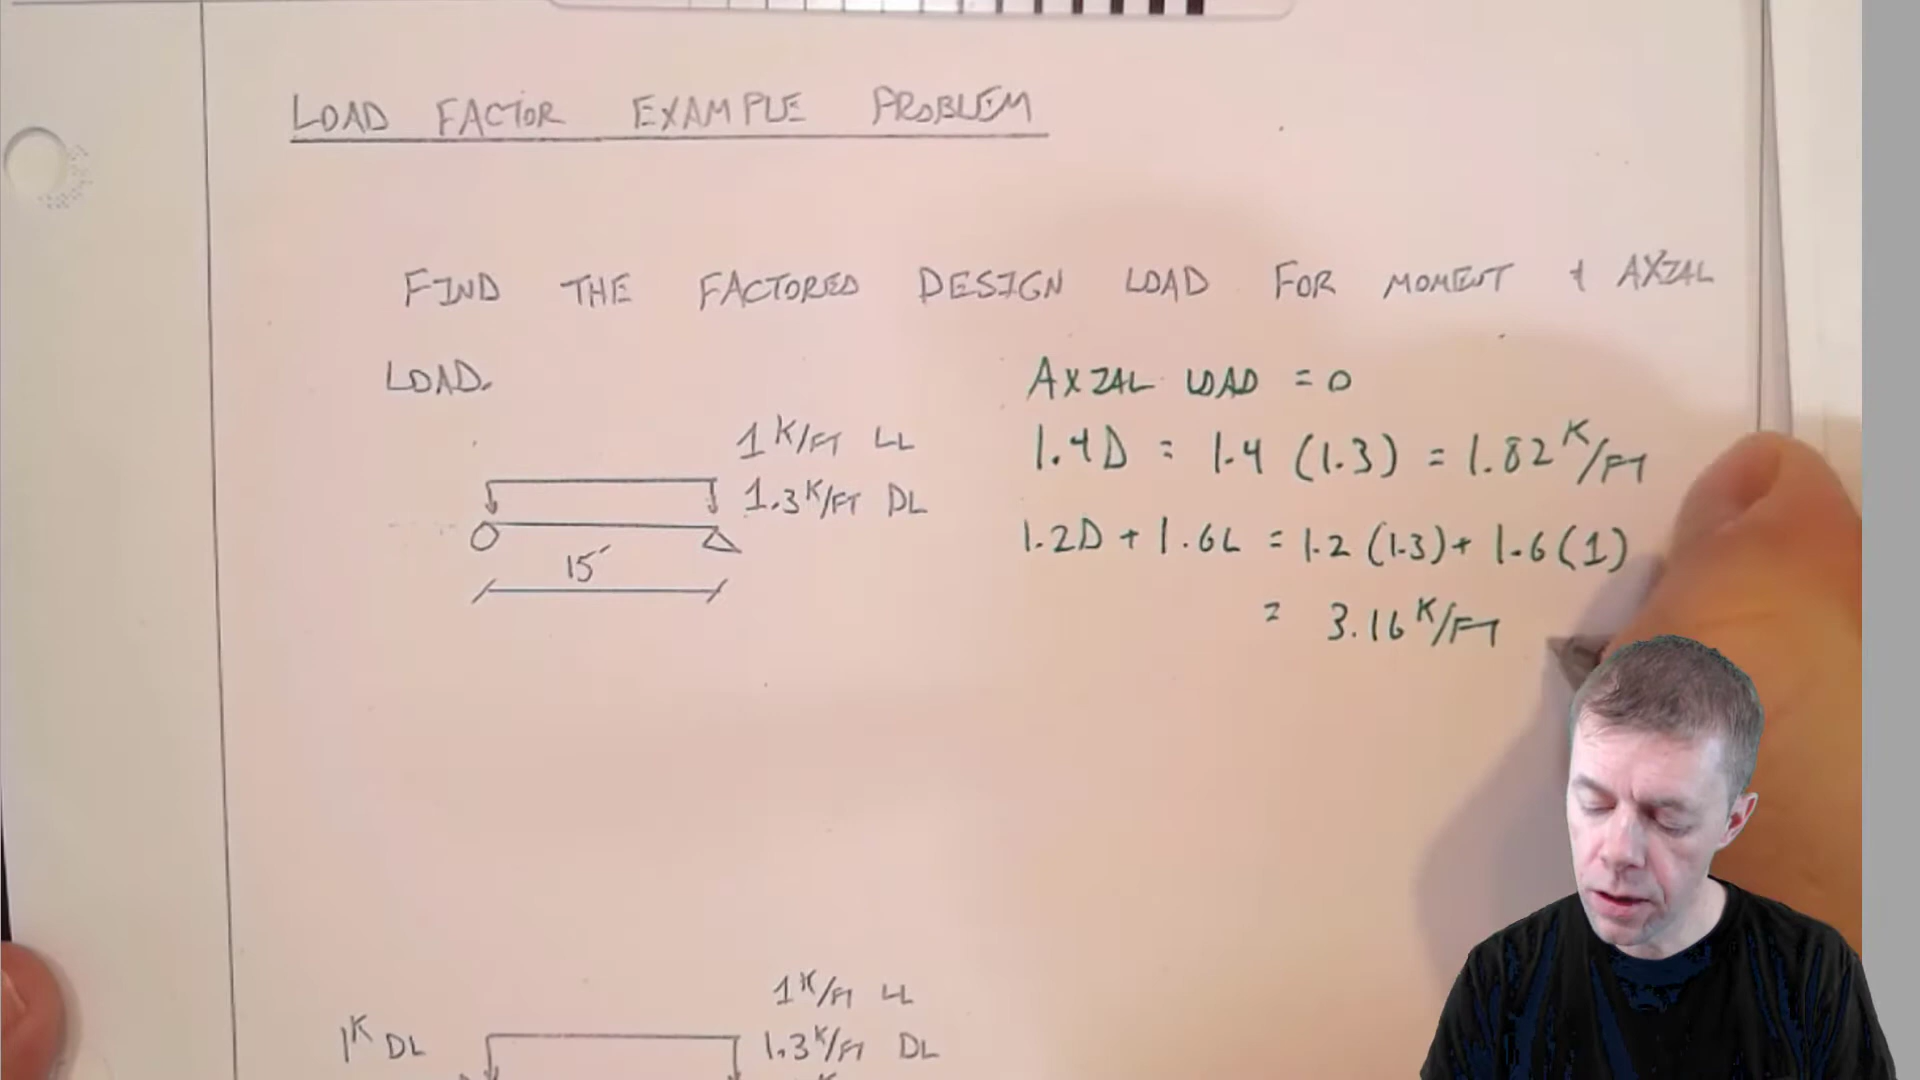 LOAD FACTOR EXAMPLE PROBLEM
FIND THE FACTORED DESIGN LOAD FOR MOMENT & AXIAL
LOAD.
1 K/FT LL
1.3 K/FT DL
15'
AXIAL LOAD = 0
1.4D = 1.4 (1.3) = 1.82 K/FT
1.2D + 1.6L = 1.2 (1.3) + 1.6 (1)
= 3.16 K/FT
1 K/FT LL
1K DL
1.3 K/FT DL